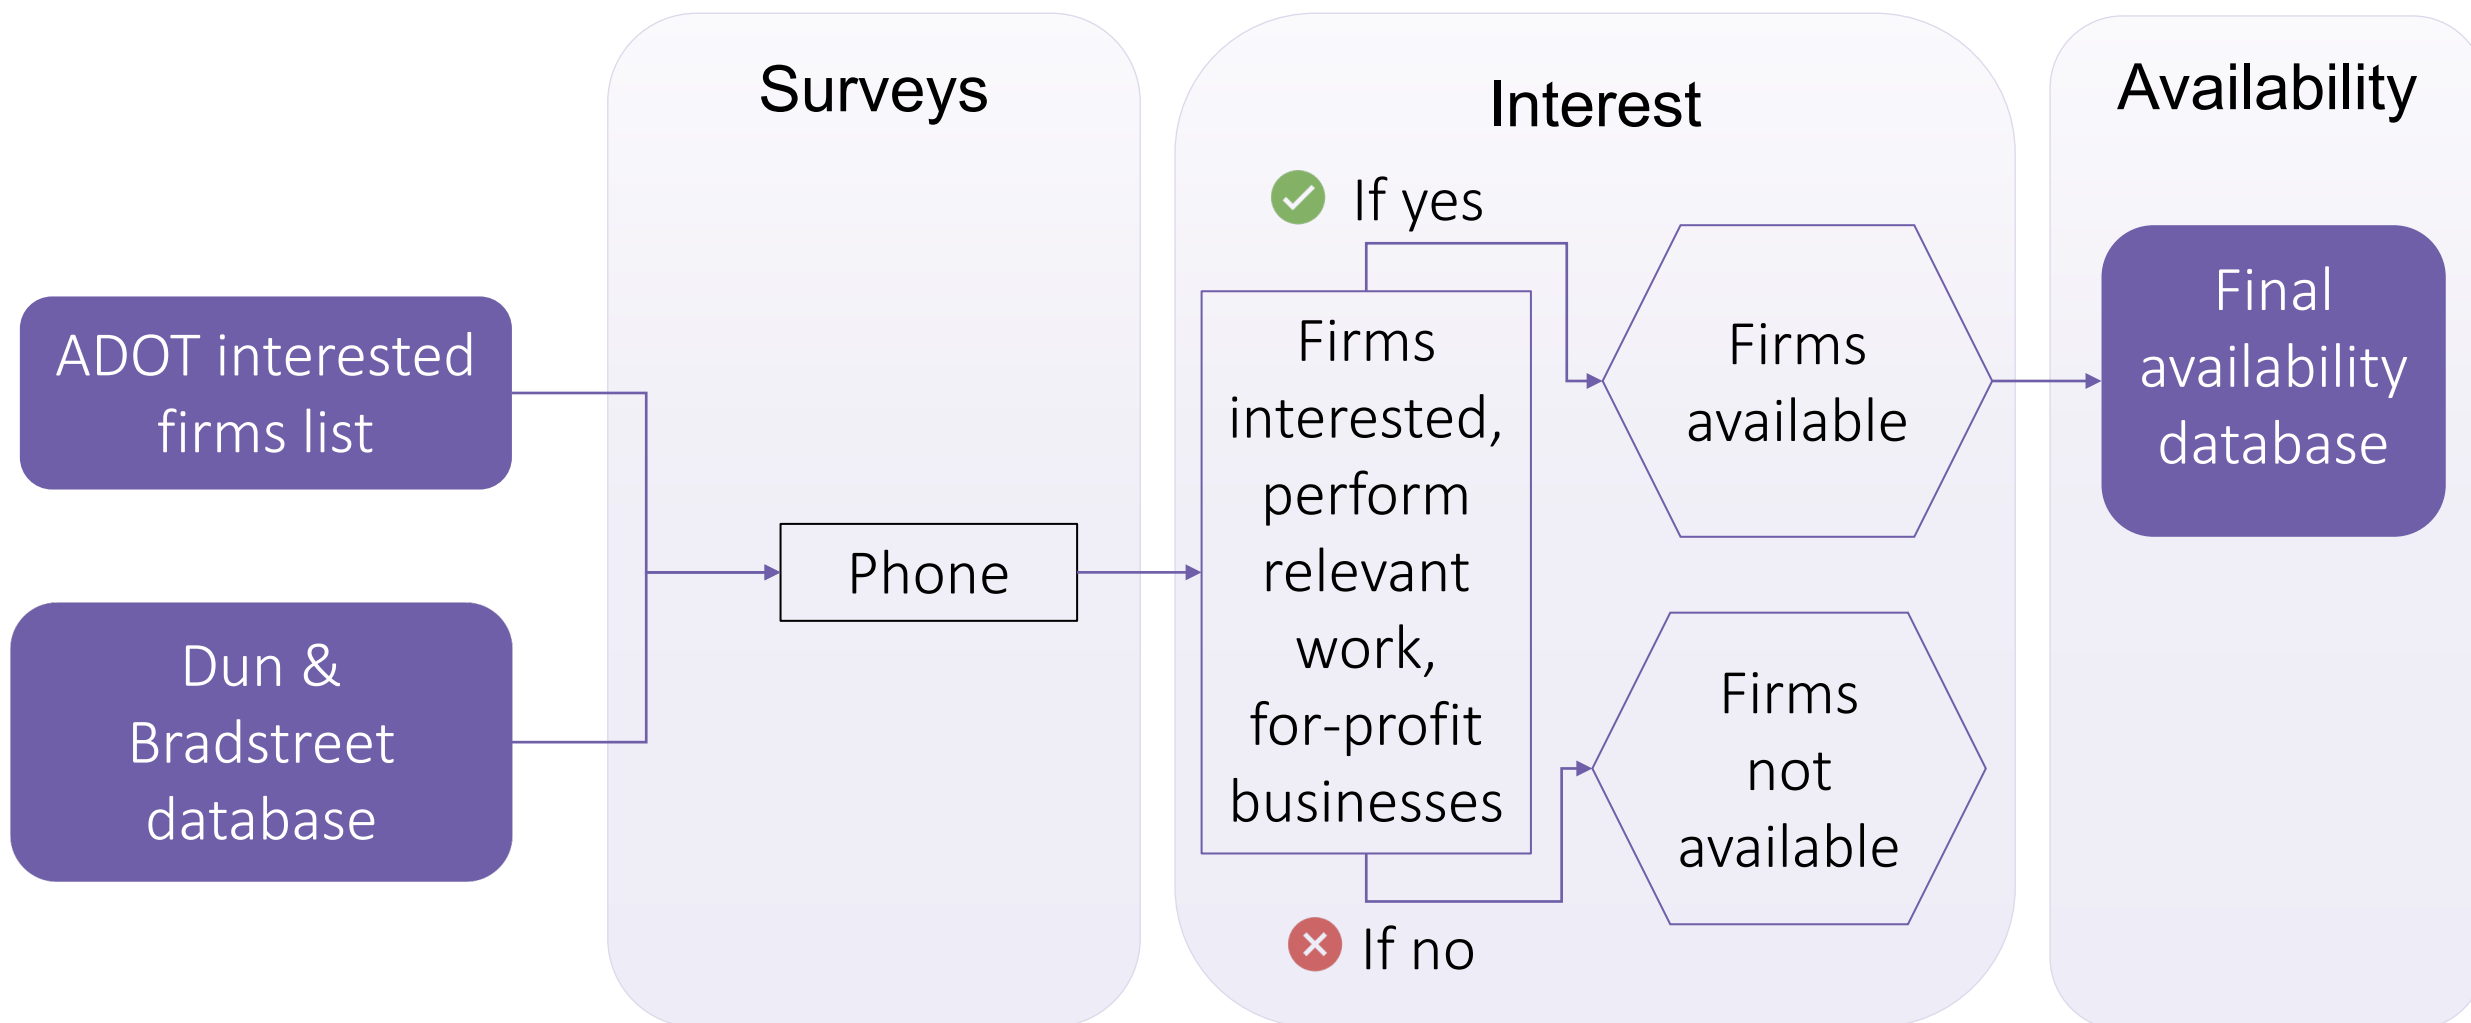 Surveys
Interest
Availability
ADOT interested
firms list
Dun &
Bradstreet
database
Phone
If yes
Firms
interested,
perform
relevant
work,
for-profit
businesses
If no
Firms
available
Firms
not
available
Final
availability
database